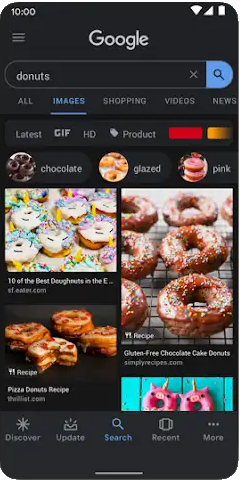 10:00
Google
donuts
ALL IMAGES SHOPPING VIDEOS NEWS
Latest GIF HD Product
chocolate glazed pink
10 of the Best Doughnuts in the E...
sf.eater.com
Recipe
Gluten-Free Chocolate Cake Donuts
simplyrecipes.com
Recipe
Pizza Donuts Recipe
thrillist.com
Discover Update Search Recent More